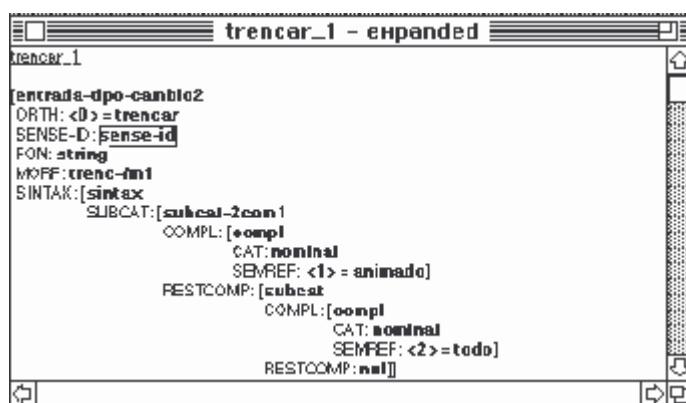 trencar_1 - expanded
trencar_1
[entrada-dpo-cambio2
ORTH: <0> = trencar
SENSE-ID: sense-id
FON: string
MORF: trenc-fm1
SINTAX: [sintax
SUBCAT: [subcat-2com1
COMPL: [compl
CAT: nominal
SEMREF: <1> = animado]
RESTCOMP: [subcat
COMPL: [compl
CAT: nominal
SEMREF: <2> = todo]
RESTCOMP: nul]]